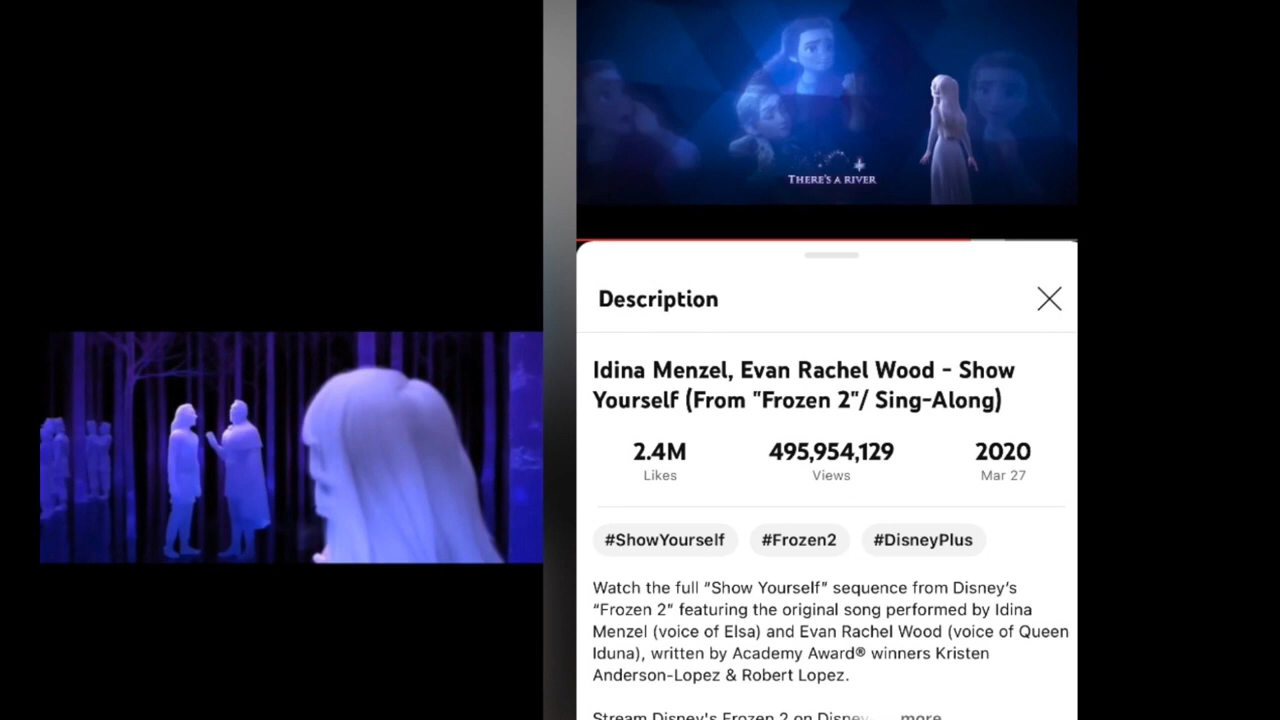 THERE'S A RIVER
Description
Idina Menzel, Evan Rachel Wood - Show
Yourself (From "Frozen 2"/ Sing-Along)
2.4M 495,954,129 2020
Likes Views Mar 27
#ShowYourself #Frozen2 #DisneyPlus
Watch the full “Show Yourself” sequence from Disney’s
“Frozen 2” featuring the original song performed by Idina
Menzel (voice of Elsa) and Evan Rachel Wood (voice of Queen
Iduna), written by Academy Award® winners Kristen
Anderson-Lopez & Robert Lopez.
Stream Disney's Frozen 2 on Disney ...more